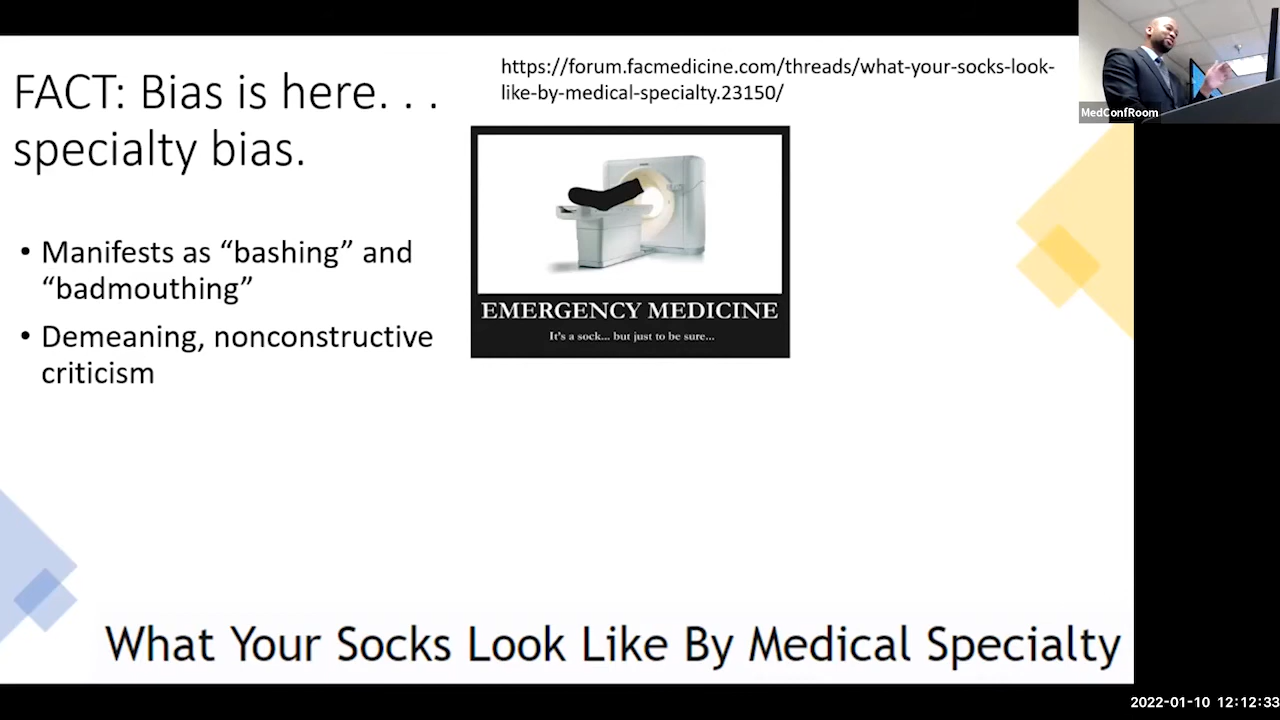 FACT: Bias is here. . .
specialty bias.
https://forum.facmedicine.com/threads/what-your-socks-look-
like-by-medical-specialty.23150/
MedConfRoom
• Manifests as “bashing” and
“badmouthing”
• Demeaning, nonconstructive
criticism
EMERGENCY MEDICINE
It's a sock... but just to be sure...
What Your Socks Look Like By Medical Specialty
2022-01-10 12:12:33